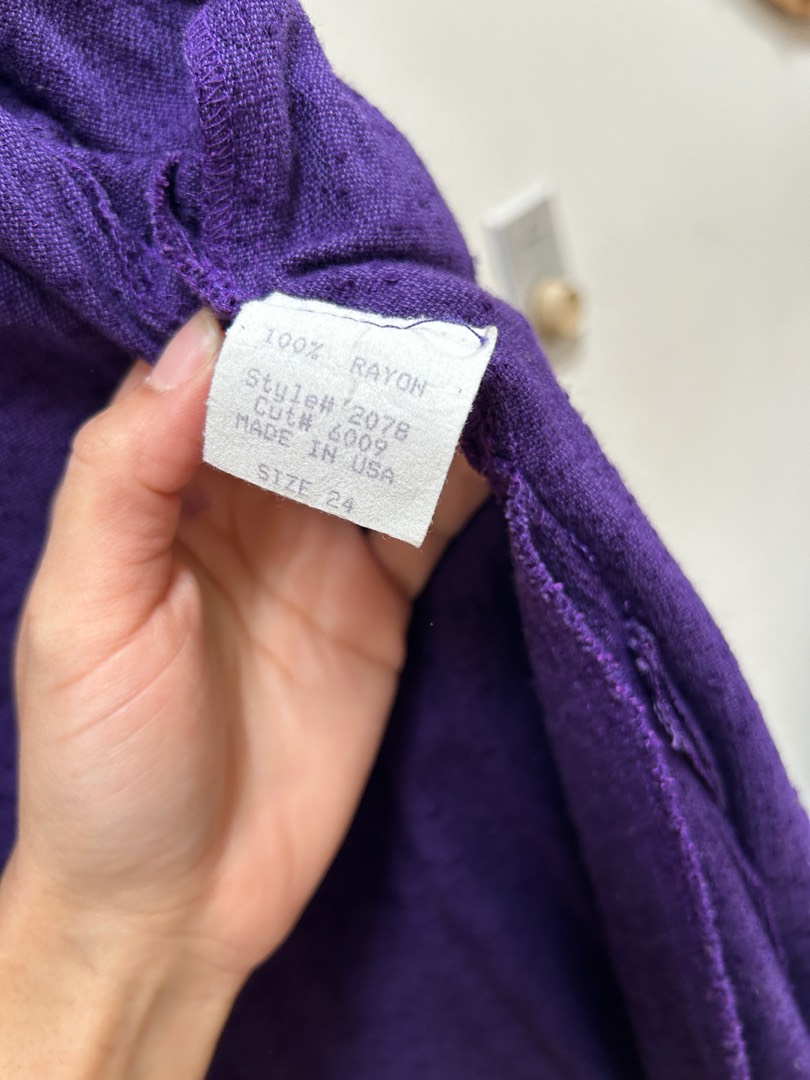 100% RAYON
Style# 2078
Cut# 6009
MADE IN USA
SIZE 24